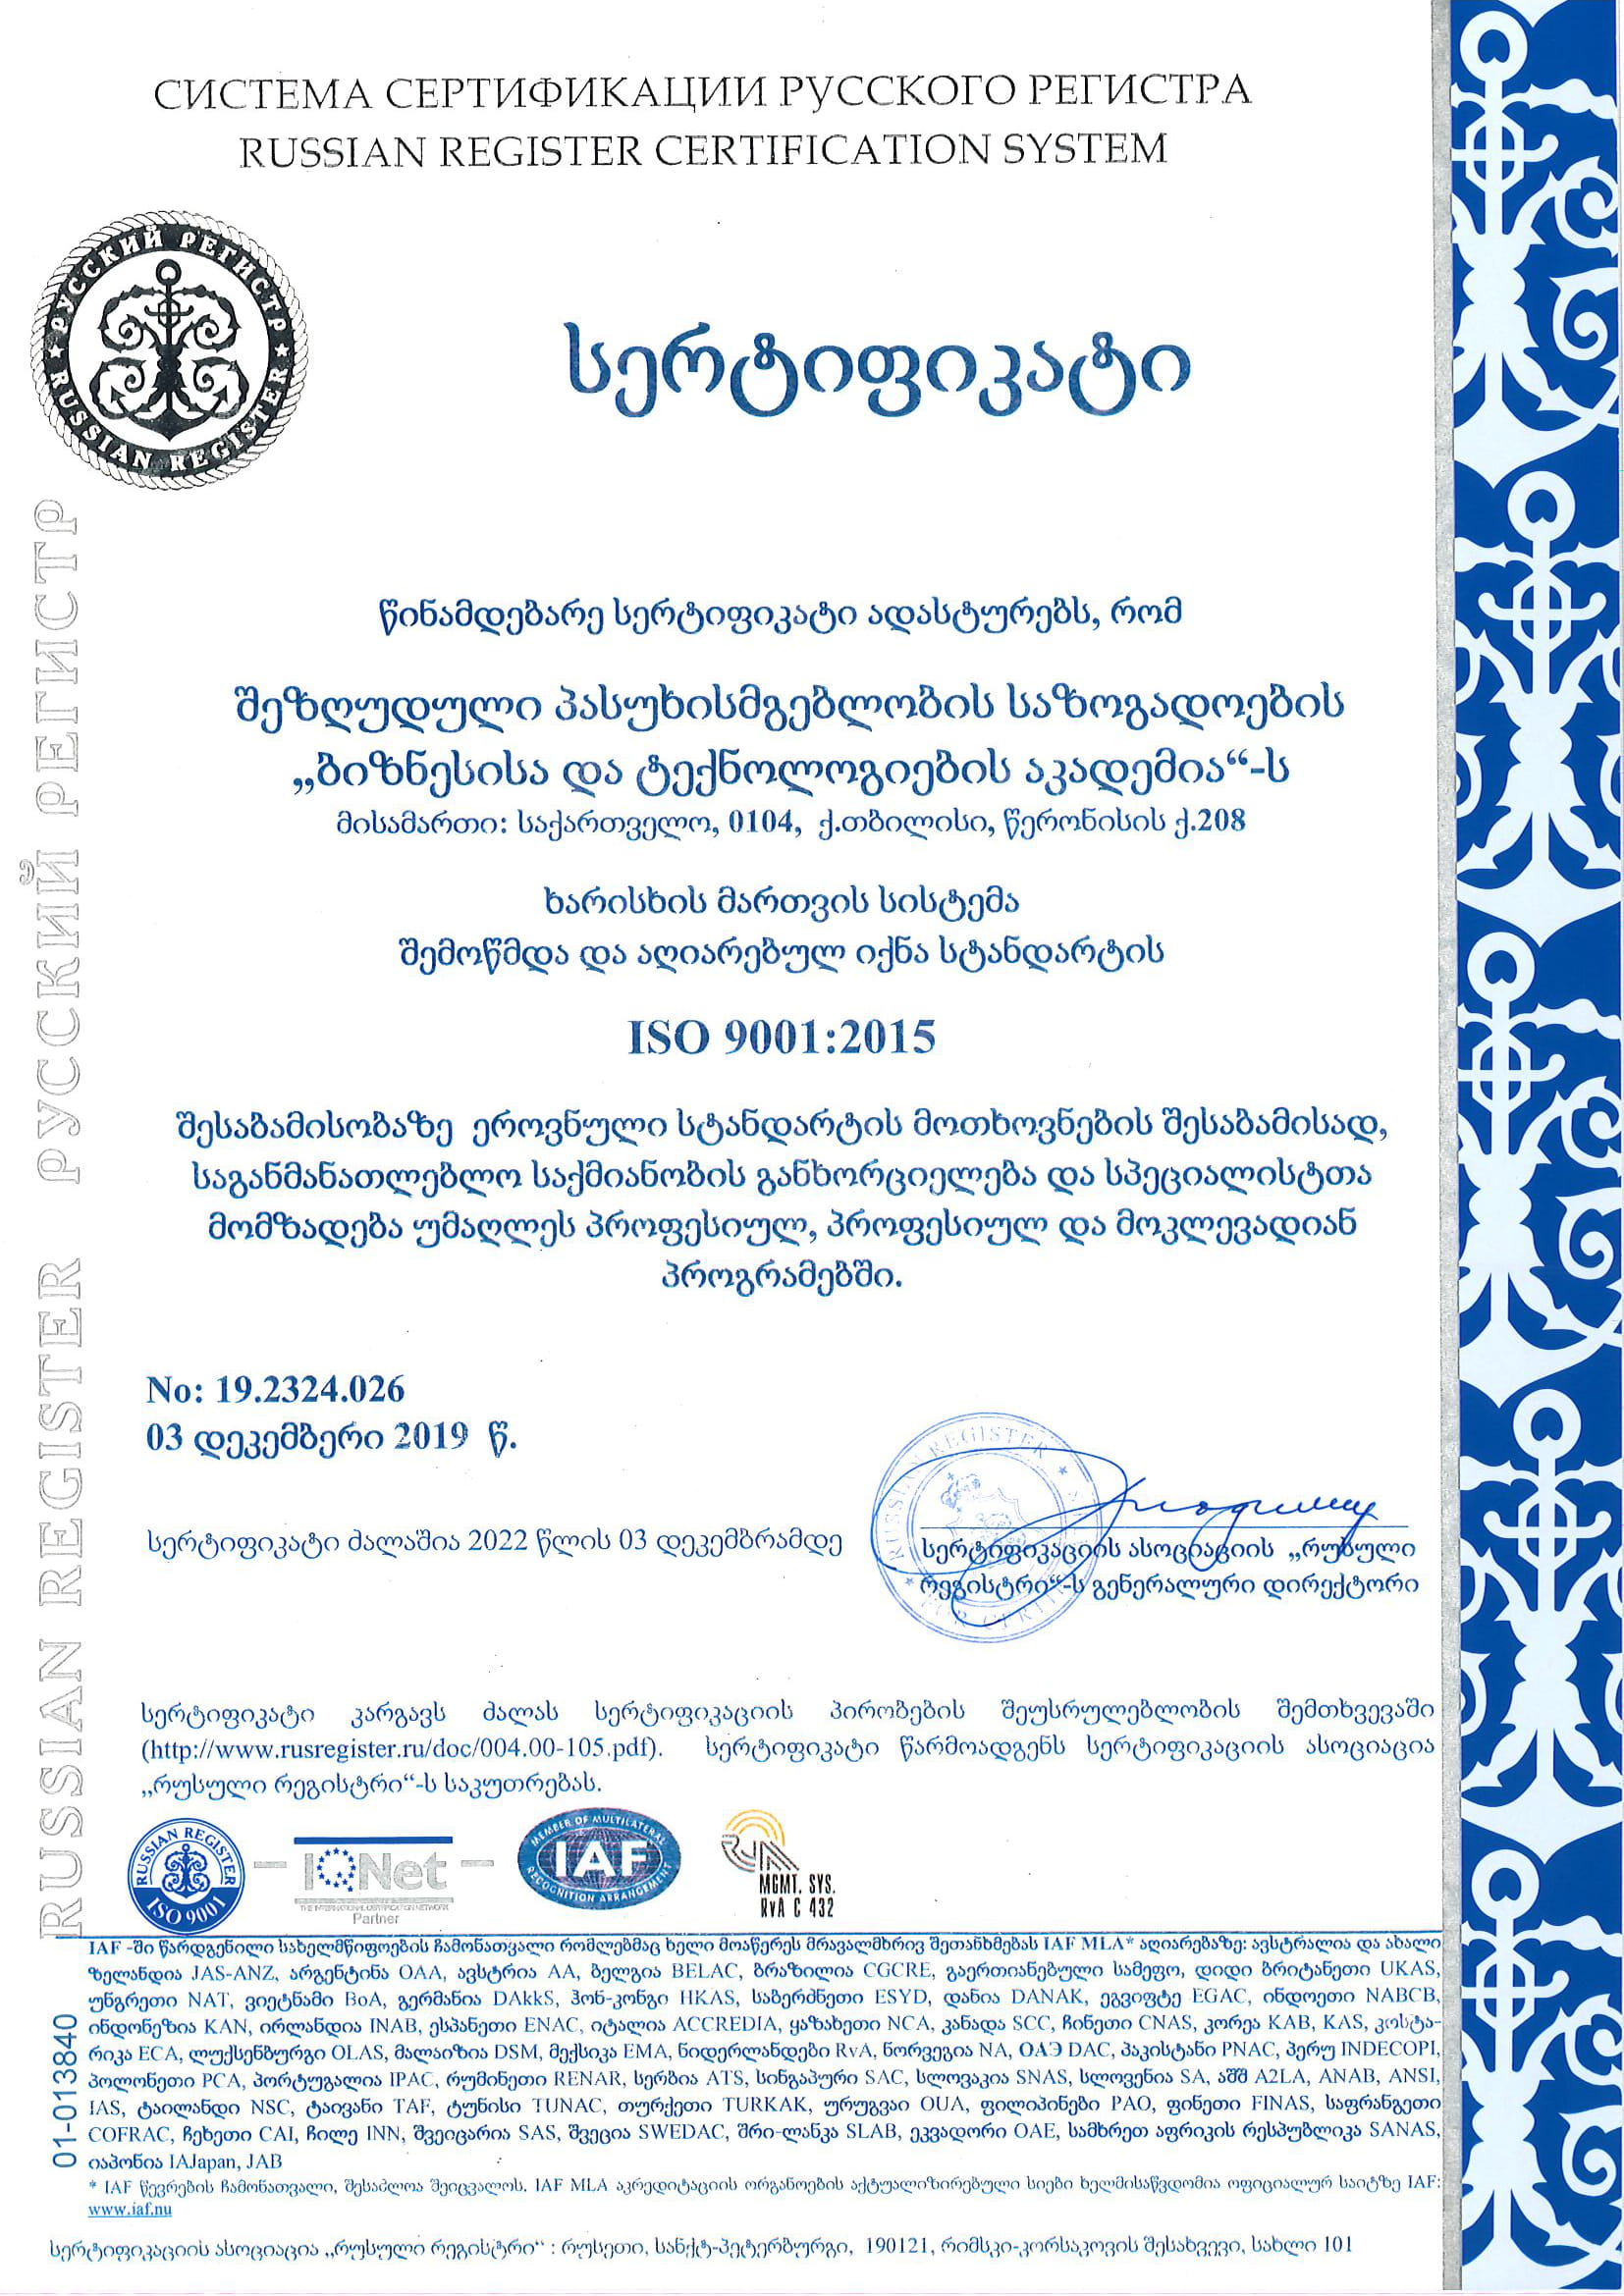 СИСТЕМА СЕРТИФИКАЦИИ РУССКОГО РЕГИСТРА
RUSSIAN REGISTER CERTIFICATION SYSTEM
РУССКИЙ РЕГИСТР
RUSSIAN REGISTER
სერტიფიკატი
წინამდებარე სერტიფიკატი ადასტურებს, რომ
შეზღუდული პასუხისმგებლობის საზოგადოების
„ბიზნესისა და ტექნოლოგიების აკადემია“-ს
მისამართი: საქართველო, 0104, ქ.თბილისი, წერონისის ქ.208
ხარისხის მართვის სისტემა
შემოწმდა და აღიარებულ იქნა სტანდარტის
ISO 9001:2015
შესაბამისობაზე ეროვნული სტანდარტის მოთხოვნების შესაბამისად,
საგანმანათლებლო საქმიანობის განხორციელება და სპეციალისტთა
მომზადება უმაღლეს პროფესიულ, პროფესიულ და მოკლევადიან
პროგრამებში.
No: 19.2324.026
03 დეკემბერი 2019 წ.
სერტიფიკატი ძალაშია 2022 წლის 03 დეკემბრამდე
სერტიფიკაციის ასოციაციის „რუსული
რეგისტრი“-ს გენერალური დირექტორი
RUSSIAN REGISTER
სერტიფიკატი კარგავს ძალას სერტიფიკაციის პირობების შეუსრულებლობის შემთხვევაში
(http://www.rusregister.ru/doc/004.00-105.pdf). სერტიფიკატი წარმოადგენს სერტიფიკაციის ასოციაცია
„რუსული რეგისტრი“-ს საკუთრებას.
RUSSIAN REGISTER
ISO 9001
IQNet
THE INTERNATIONAL CERTIFICATION NETWORK
Partner
MEMBER OF MULTILATERAL
IAF
RECOGNITION ARRANGEMENT
RVA
MGMT. SYS.
RvA C 432
IAF -ში წარდგენილი სახელმწიფოების ჩამონათვალი რომლებმაც ხელი მოაწერეს მრავალმხრივ შეთანხმებას IAF MLA* აღიარებაზე: ავსტრალია და ახალი
ზელანდია JAS-ANZ, არგენტინა OAA, ავსტრია AA, ბელგია BELAC, ბრაზილია CGCRE, გაერთიანებული სამეფო, დიდი ბრიტანეთი UKAS,
უნგრეთი NAT, ვიეტნამი BoA, გერმანია DAkkS, ჰონ-კონგი HKAS, საბერძნეთი ESYD, დანია DANAK, ეგვიფტე EGAC, ინდოეთი NABCB,
ინდონეზია KAN, ირლანდია INAB, ესპანეთი ENAC, იტალია ACCREDIA, ყაზახეთი NCA, კანადა SCC, ჩინეთი CNAS, კორეა KAB, KAS, კოსტა-
რიკა ECA, ლუქსენბურგი OLAS, მალაიზია DSM, მექსიკა EMA, ნიდერლანდები RvA, ნორვეგია NA, ОАЭ DAC, პაკისტანი PNAC, პერუ INDECOPI,
პოლონეთი PCA, პორტუგალია IPAC, რუმინეთი RENAR, სერბია ATS, სინგაპური SAC, სლოვაკია SNAS, სლოვენია SA, აშშ A2LA, ANAB, ANSI,
IAS, ტაილანდი NSC, ტაივანი TAF, ტუნისი TUNAC, თურქეთი TURKAK, ურუგვაი OUA, ფილიპინები PAO, ფინეთი FINAS, საფრანგეთი
COFRAC, ჩეხეთი CAI, ჩილე INN, შვეიცარია SAS, შვეცია SWEDAC, შრი-ლანკა SLAB, ეკვადორი OAE, სამხრეთ აფრიკის რესპუბლიკა SANAS,
იაპონია IAJapan, JAB
* IAF წევრების ჩამონათვალი, შესაძლოა შეიცვალოს. IAF MLA აკრედიტაციის ორგანოების აქტუალიზირებული სიები ხელმისაწვდომია ოფიციალურ საიტზე IAF:
www.iaf.nu
სერტიფიკაციის ასოციაცია „რუსული რეგისტრი“ : რუსეთი, სანქტ-პეტერბურგი, 190121, რიმსკი-კორსაკოვის შესახვევი, სახლი 101
РУССКИЙ РЕГИСТР
RUSSIAN REGISTER
01-013840